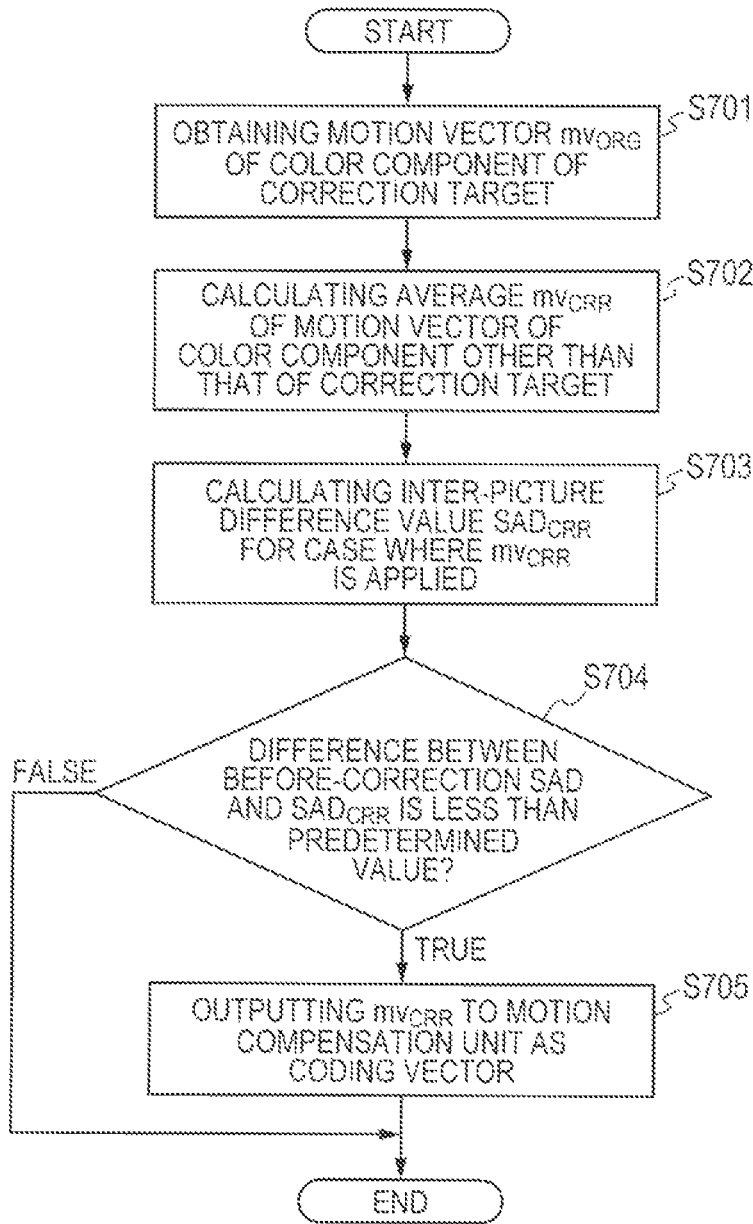 START
S701
OBTAINING MOTION VECTOR mvORG
OF COLOR COMPONENT OF
CORRECTION TARGET
S702
CALCULATING AVERAGE mvCRR
OF MOTION VECTOR OF
COLOR COMPONENT OTHER THAN
THAT OF CORRECTION TARGET
S703
CALCULATING INTER-PICTURE
DIFFERENCE VALUE SADCRR
FOR CASE WHERE mvCRR
IS APPLIED
S704
DIFFERENCE BETWEEN
BEFORE-CORRECTION SAD
AND SADCRR IS LESS THAN
PREDETERMINED
VALUE?
FALSE
TRUE
S705
OUTPUTTING mvCRR TO MOTION
COMPENSATION UNIT AS
CODING VECTOR
END